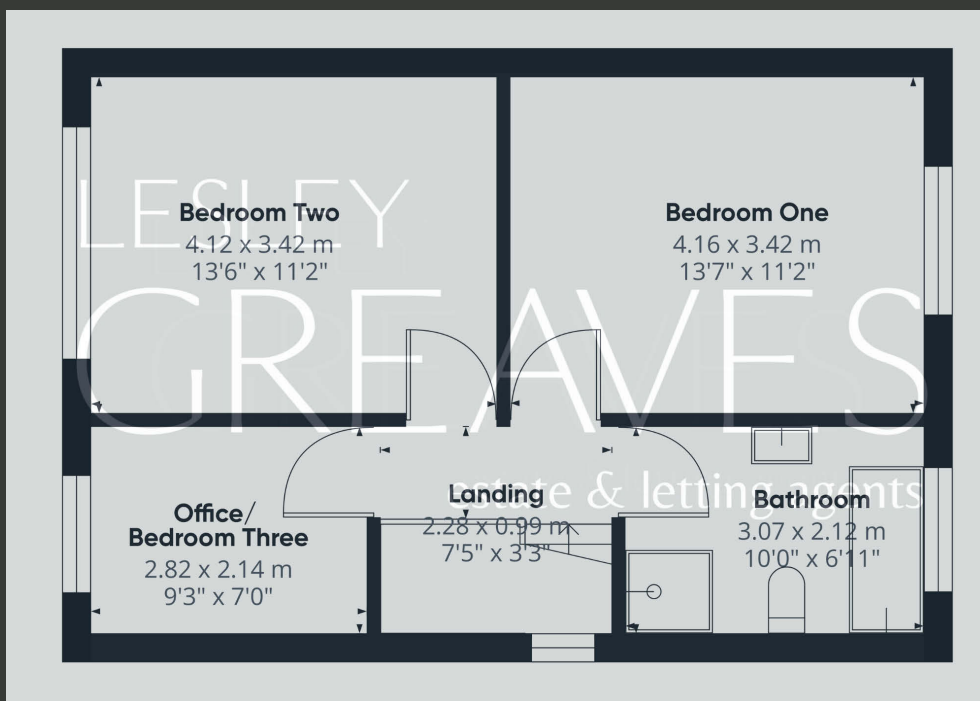 LESLEY
GREAVES
estate & letting agents
Bedroom Two
4.12 x 3.42 m
13'6" x 11'2"
Bedroom One
4.16 x 3.42 m
13'7" x 11'2"
Office/
Bedroom Three
2.82 x 2.14 m
9'3" x 7'0"
Landing
2.28 x 0.99 m
7'5" x 3'3"
Bathroom
3.07 x 2.12 m
10'0" x 6'11"